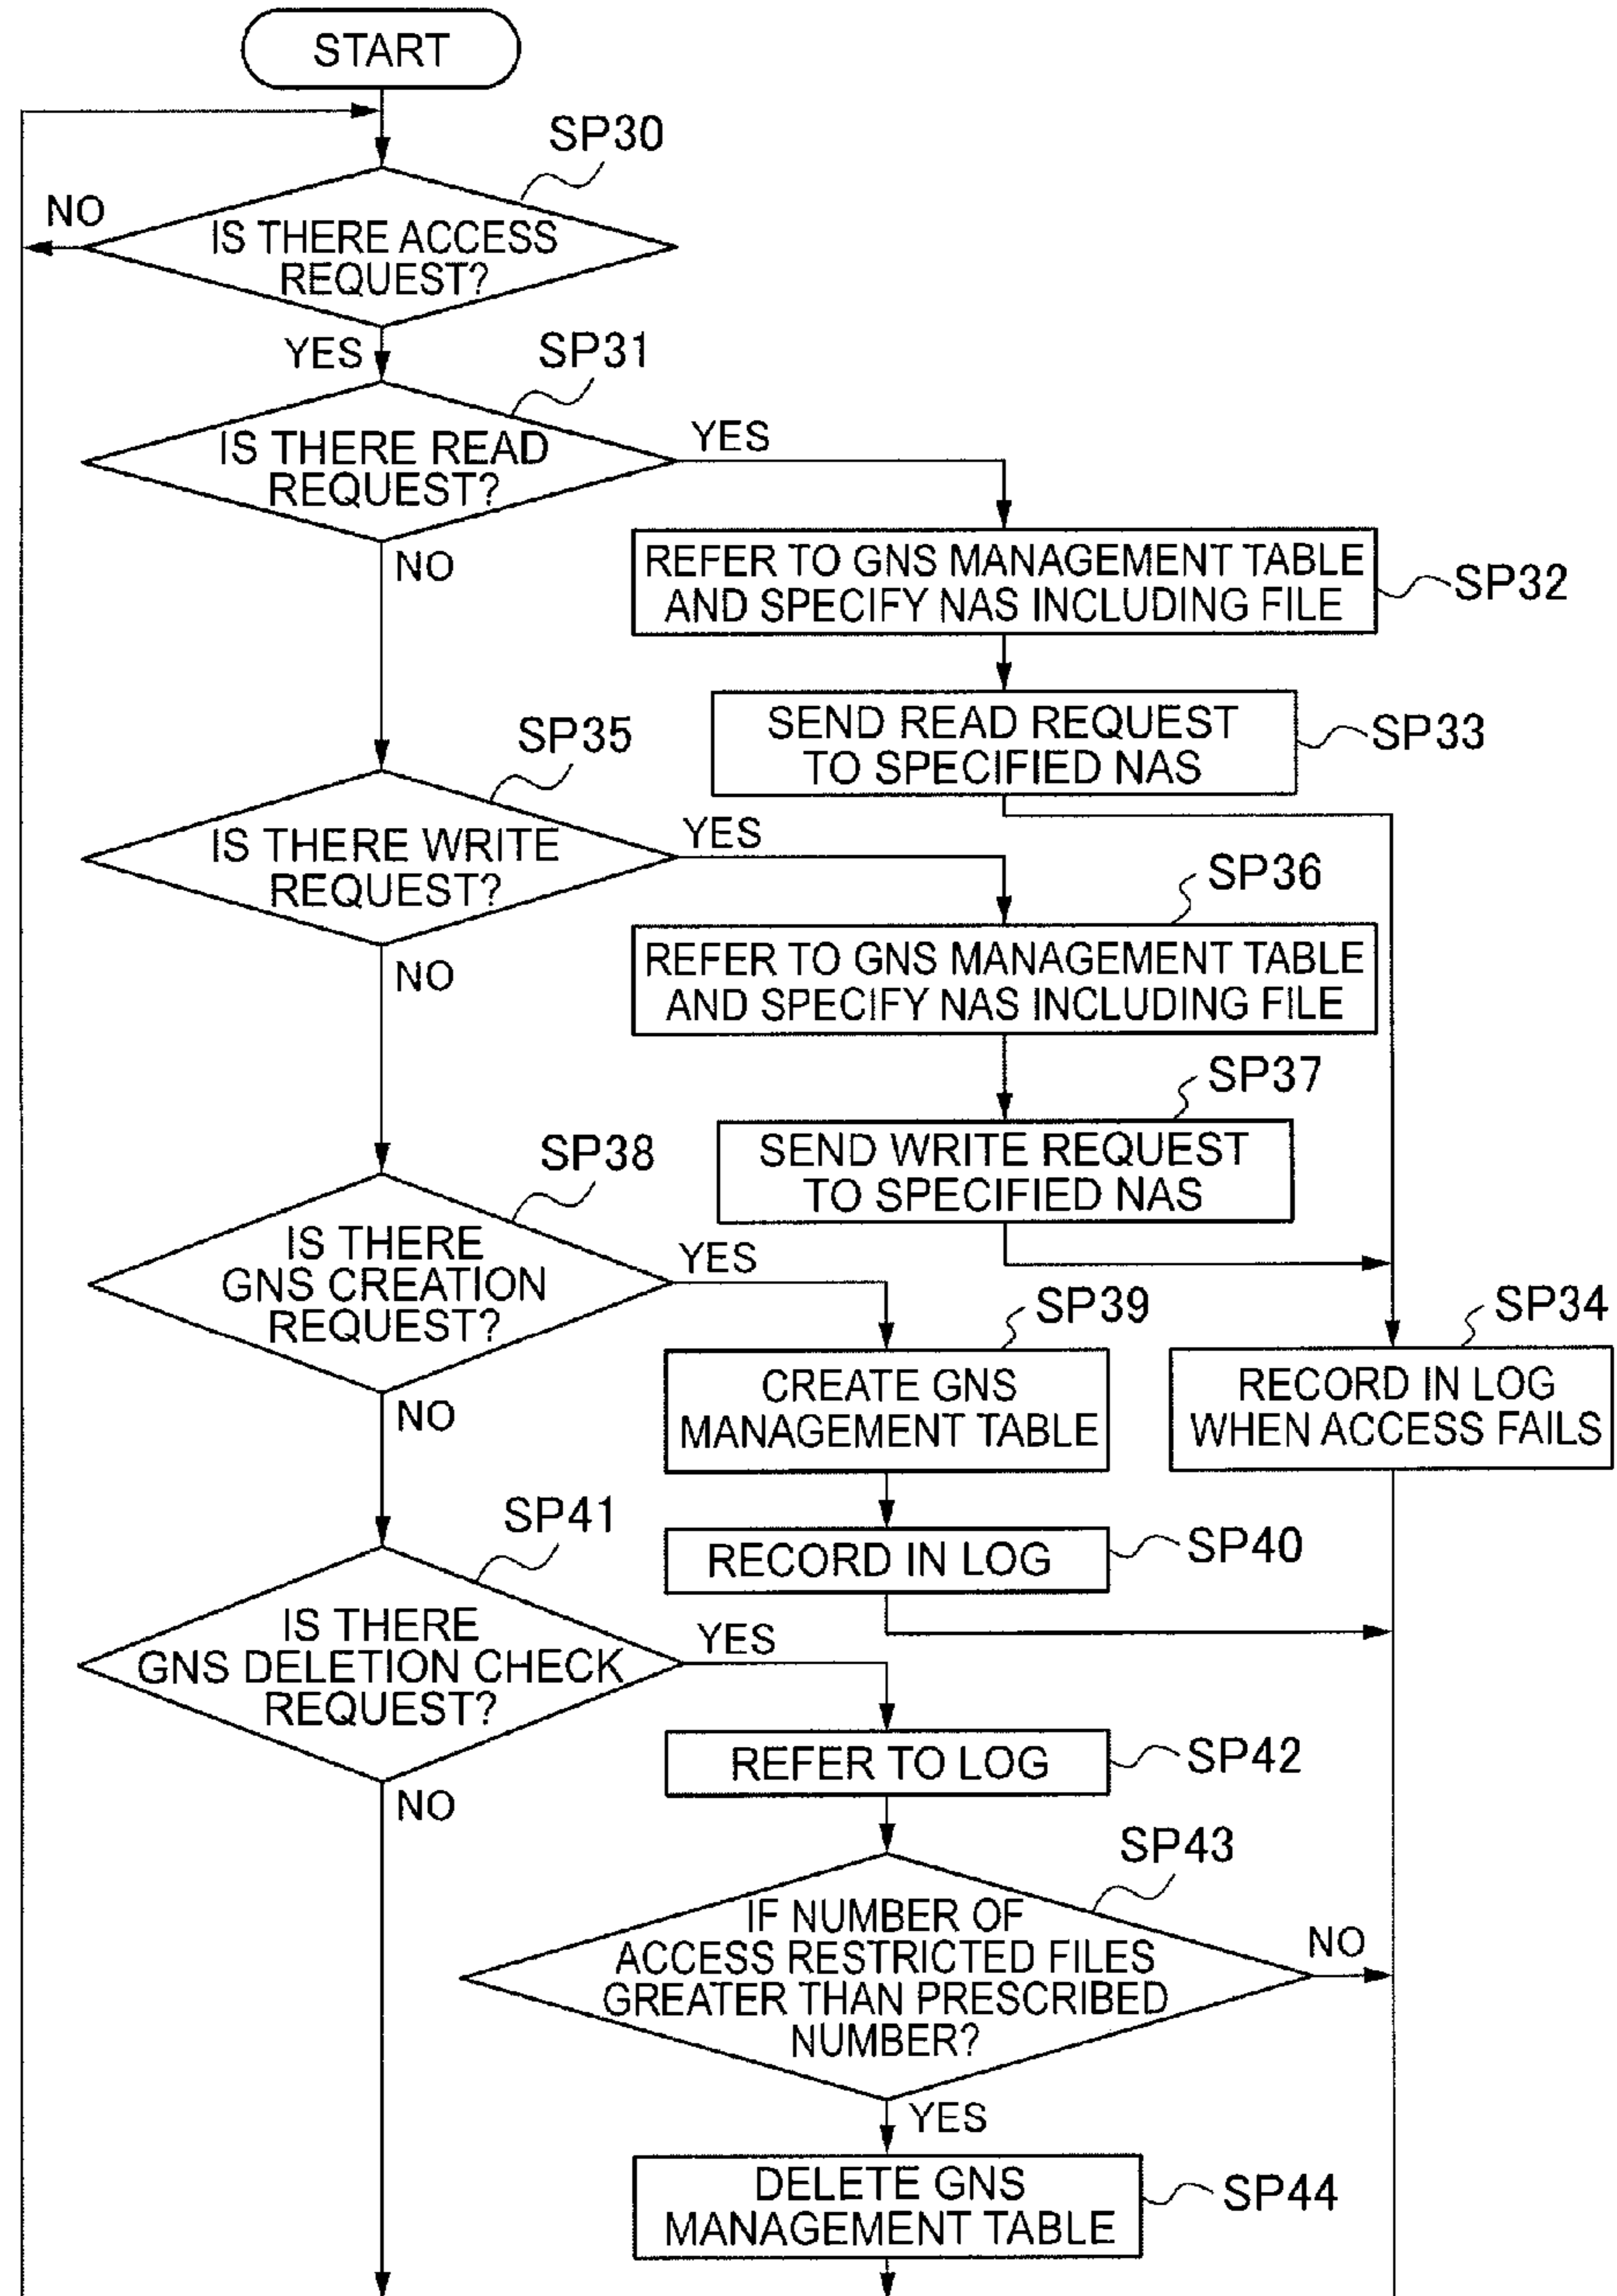 START
SP30
NO
IS THERE ACCESS
REQUEST?
YES
SP31
IS THERE READ
REQUEST?
YES
NO
REFER TO GNS MANAGEMENT TABLE
AND SPECIFY NAS INCLUDING FILE
SP32
SEND READ REQUEST
TO SPECIFIED NAS
SP33
SP35
IS THERE WRITE
REQUEST?
YES
NO
SP36
REFER TO GNS MANAGEMENT TABLE
AND SPECIFY NAS INCLUDING FILE
SP37
SEND WRITE REQUEST
TO SPECIFIED NAS
SP38
IS THERE
GNS CREATION
REQUEST?
YES
NO
SP39
CREATE GNS
MANAGEMENT TABLE
SP34
RECORD IN LOG
WHEN ACCESS FAILS
RECORD IN LOG
SP40
SP41
IS THERE
GNS DELETION CHECK
REQUEST?
YES
NO
REFER TO LOG
SP42
SP43
IF NUMBER OF
ACCESS RESTRICTED FILES
GREATER THAN PRESCRIBED
NUMBER?
NO
YES
DELETE GNS
MANAGEMENT TABLE
SP44